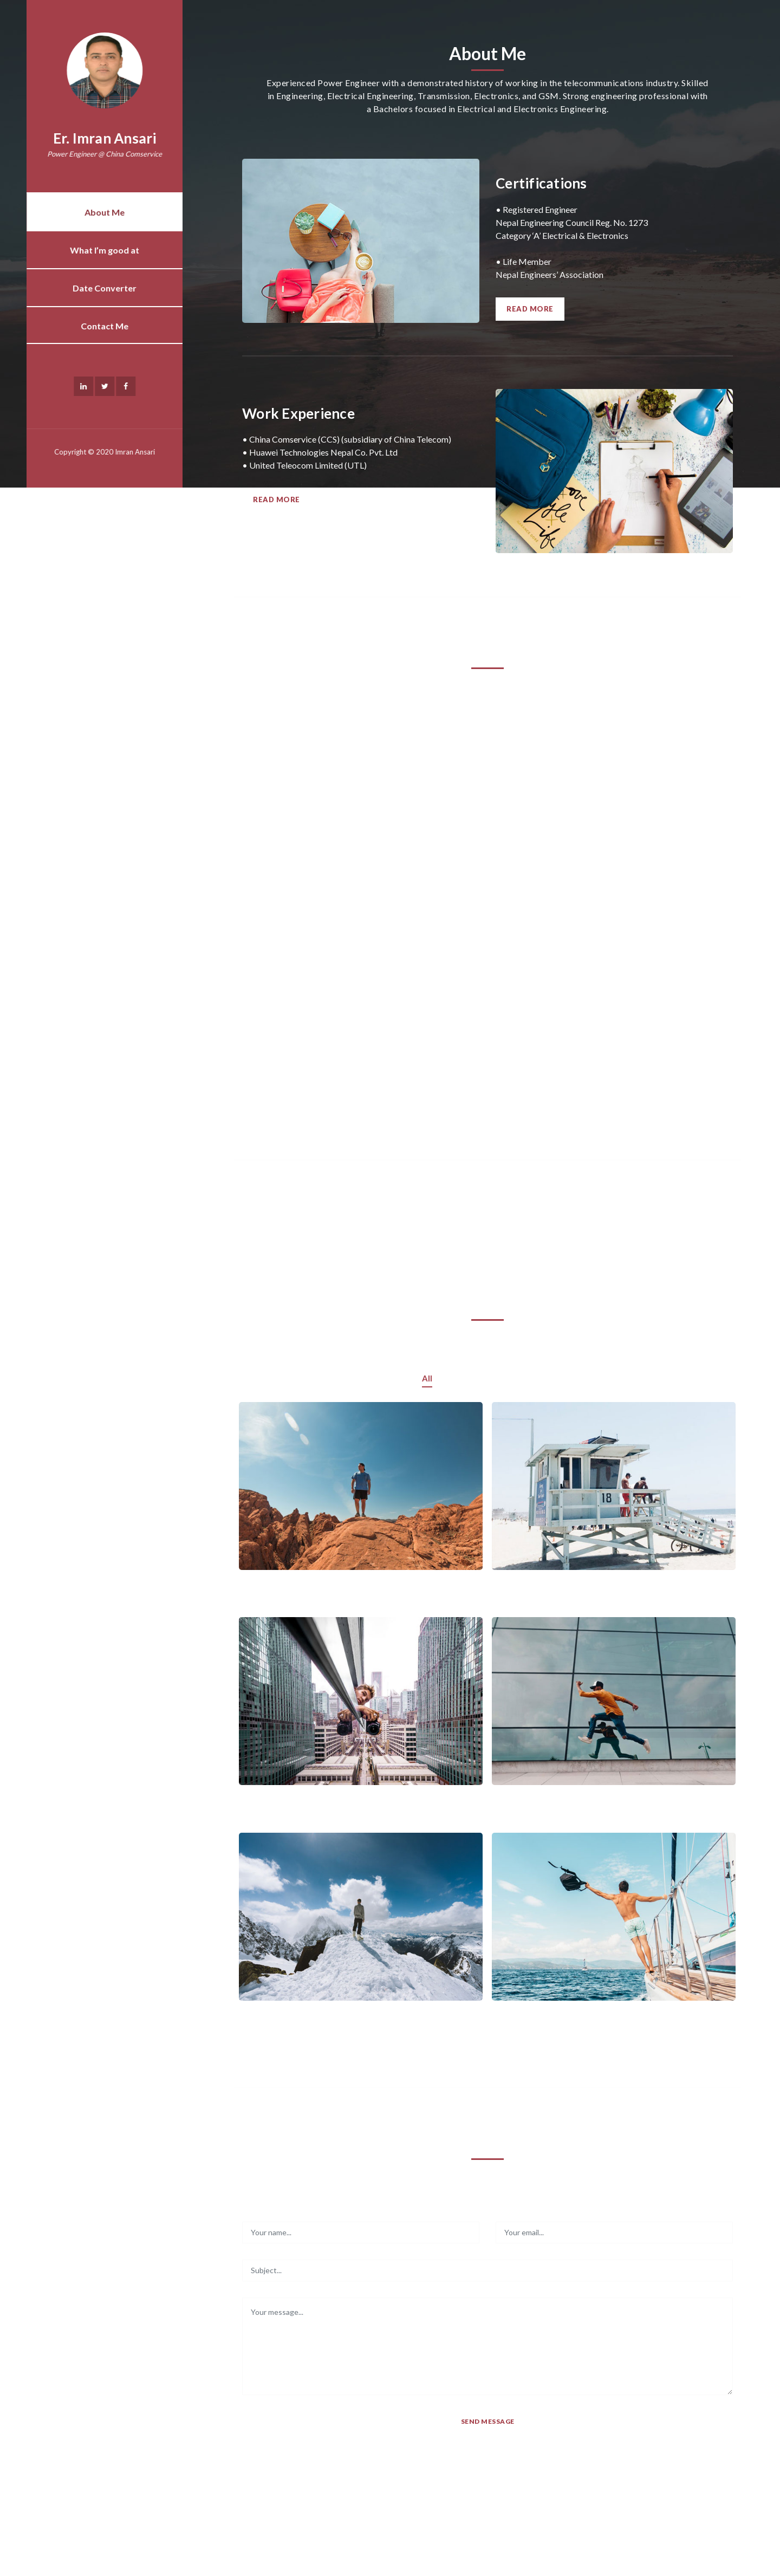 Er. Imran Ansari
Power Engineer @ China Comservice
About Me
What I'm good at
Date Converter
Contact Me
Copyright © 2020 Imran Ansari
About Me
Experienced Power Engineer with a demonstrated history of working in the telecommunications industry. Skilled
in Engineering, Electrical Engineering, Transmission, Electronics, and GSM. Strong engineering professional with
a Bachelors focused in Electrical and Electronics Engineering.
Certifications
• Registered Engineer
Nepal Engineering Council Reg. No. 1273
Category 'A' Electrical & Electronics
• Life Member
Nepal Engineers' Association
READ MORE
Work Experience
• China Comservice (CCS) (subsidiary of China Telecom)
• Huawei Technologies Nepal Co. Pvt. Ltd
• United Teleocom Limited (UTL)
READ MORE
All
18
Your name...
Your email...
Subject...
Your message...
SEND MESSAGE